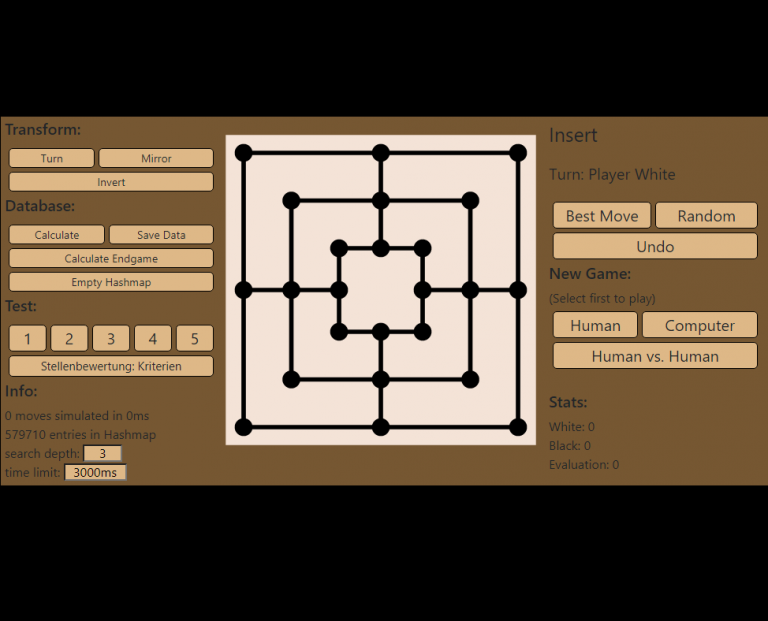 Transform:
Turn
Mirror
Invert
Database:
Calculate
Save Data
Calculate Endgame
Empty Hashmap
Test:
1
2
3
4
5
Stellenbewertung: Kriterien
Info:
0 moves simulated in 0ms
579710 entries in Hashmap
search depth: 3
time limit: 3000ms
Insert
Turn: Player White
Best Move
Random
Undo
New Game:
(Select first to play)
Human
Computer
Human vs. Human
Stats:
White: 0
Black: 0
Evaluation: 0